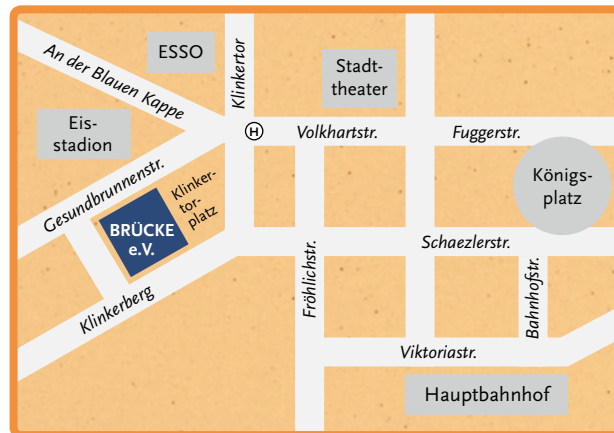 An der Blauen Kappe
ESSO
Klinkertor
Stadt-
theater
Eis-
stadion
H
Volkhartstr.
Fuggerstr.
Gesundbrunnenstr.
Klinker-
tor-
platz
Königs-
platz
BRÜCKE
e.V.
Schaezlerstr.
Fröhlichstr.
Bahnhofstr.
Klinkerberg
Viktoriastr.
Hauptbahnhof